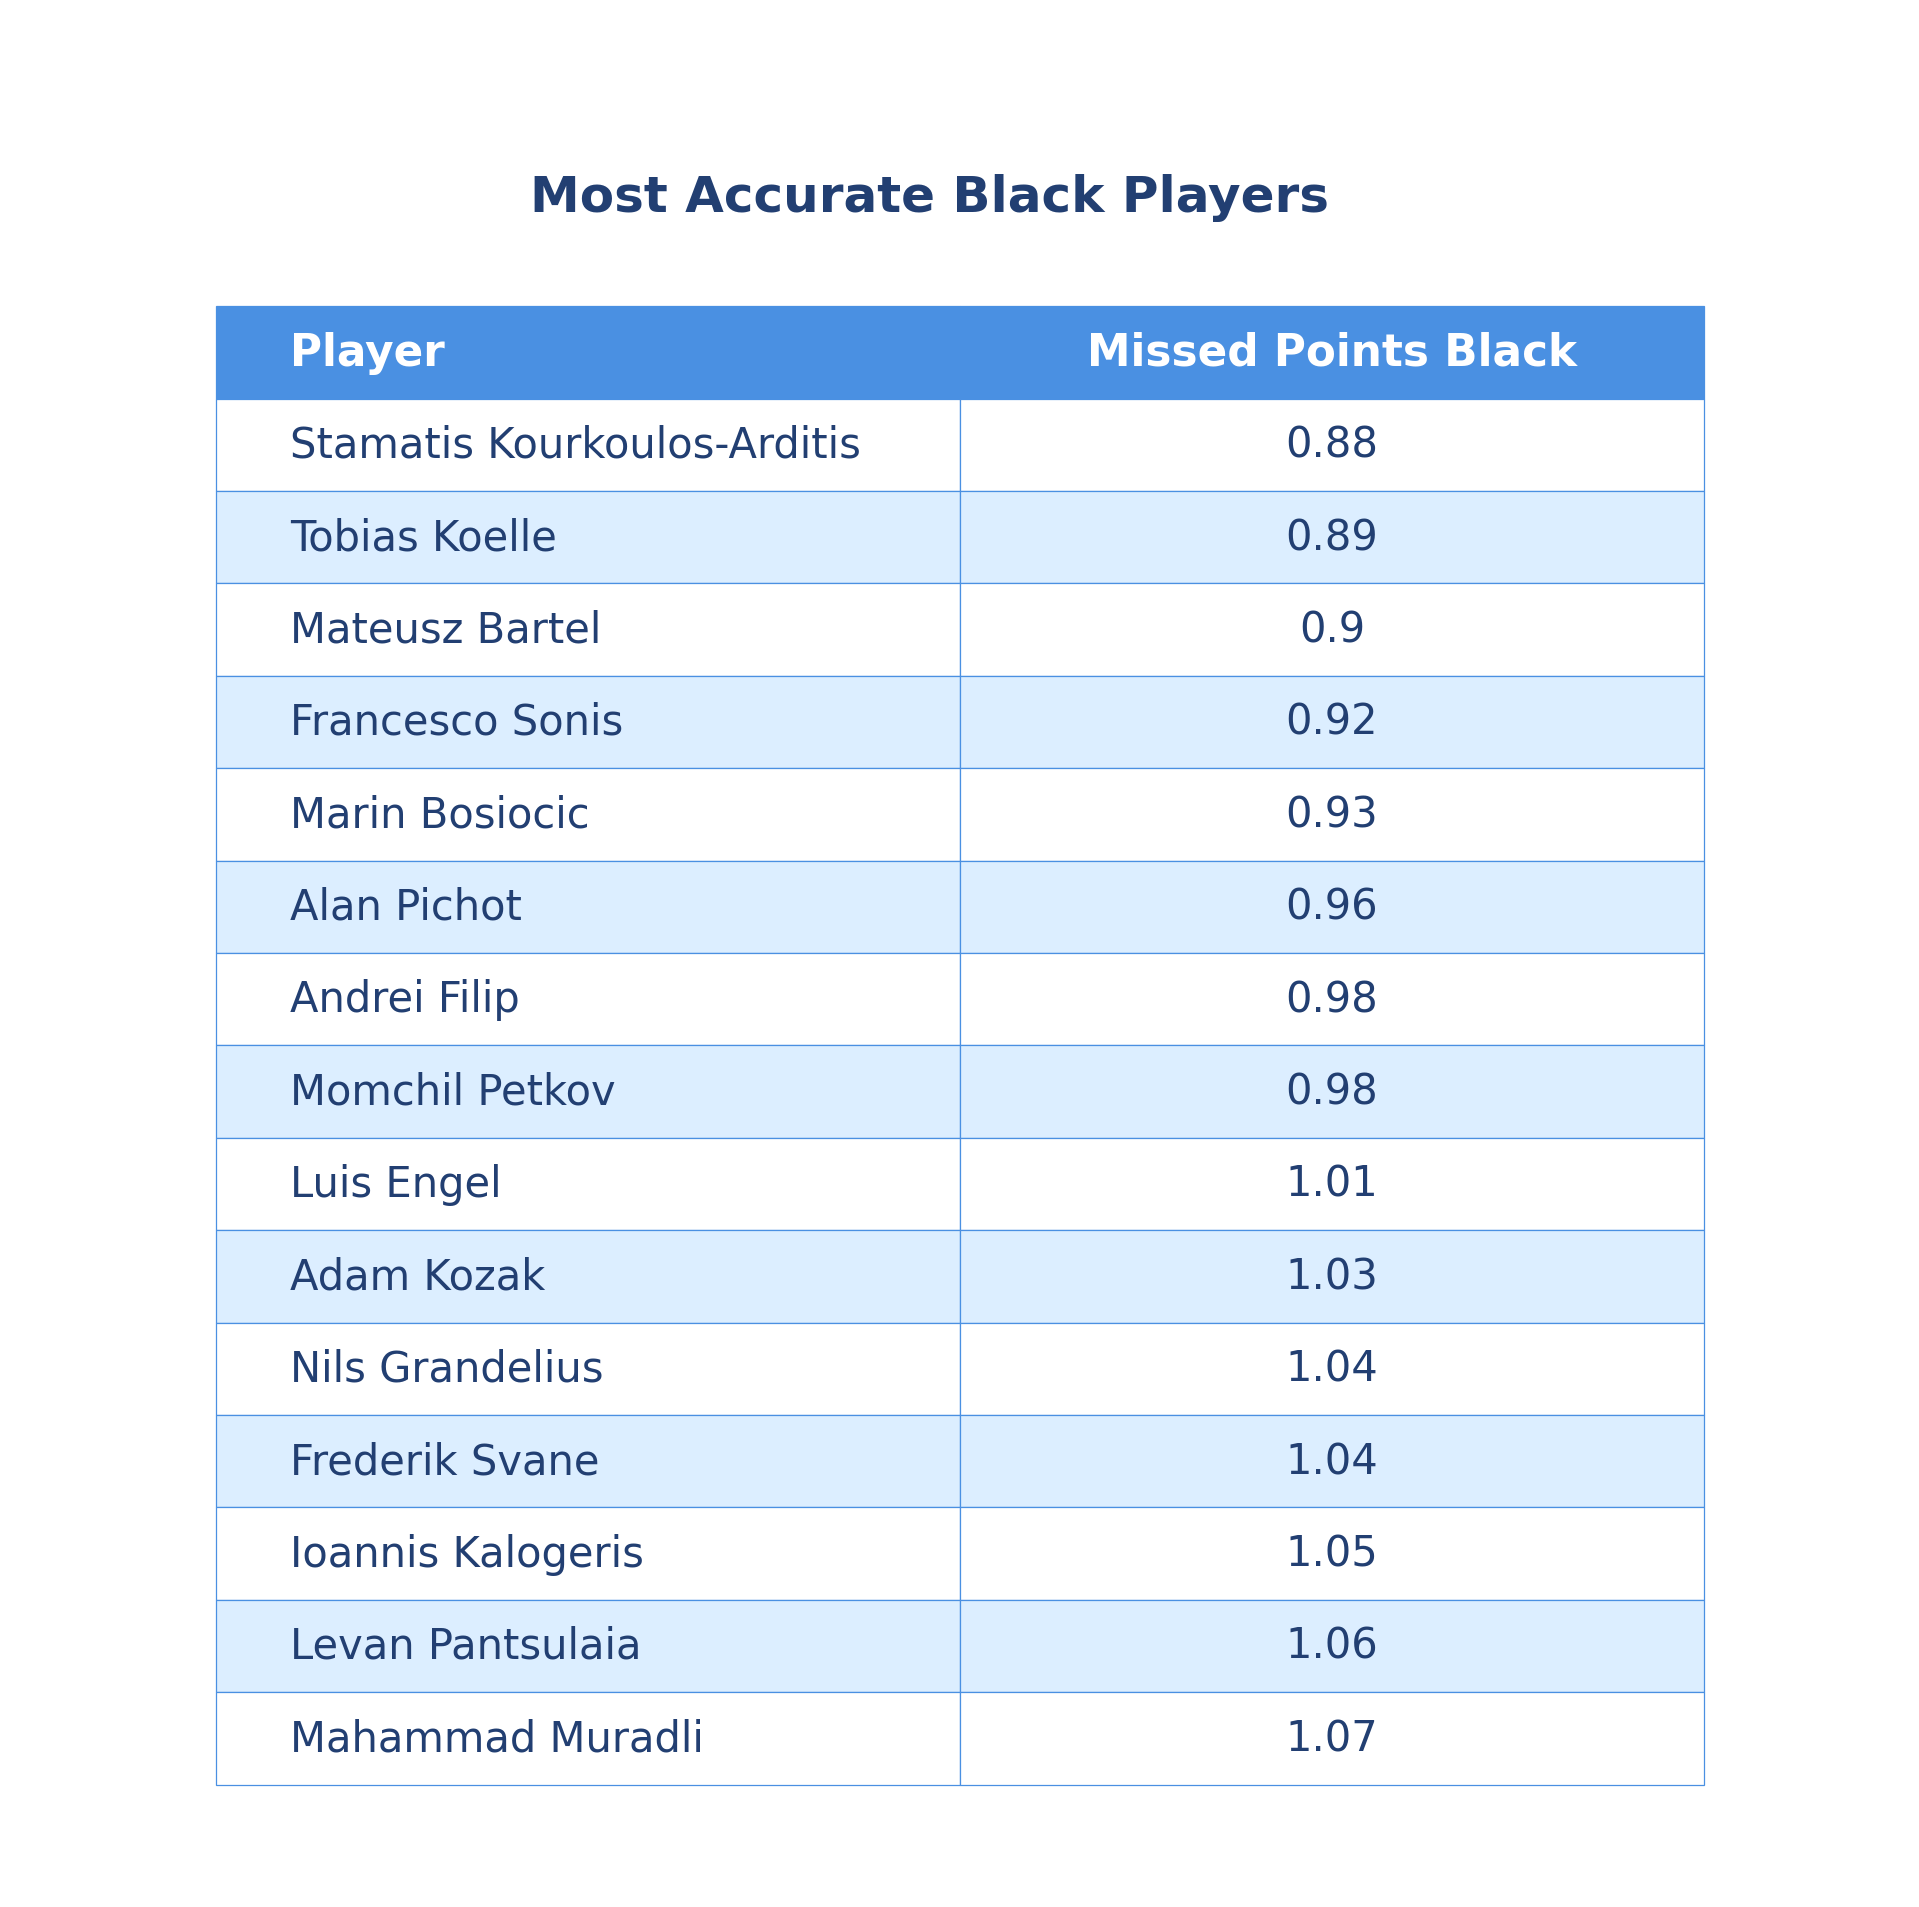 Most Accurate Black Players
Player Missed Points Black
Stamatis Kourkoulos-Arditis 0.88
Tobias Koelle 0.89
Mateusz Bartel 0.9
Francesco Sonis 0.92
Marin Bosiocic 0.93
Alan Pichot 0.96
Andrei Filip 0.98
Momchil Petkov 0.98
Luis Engel 1.01
Adam Kozak 1.03
Nils Grandelius 1.04
Frederik Svane 1.04
Ioannis Kalogeris 1.05
Levan Pantsulaia 1.06
Mahammad Muradli 1.07